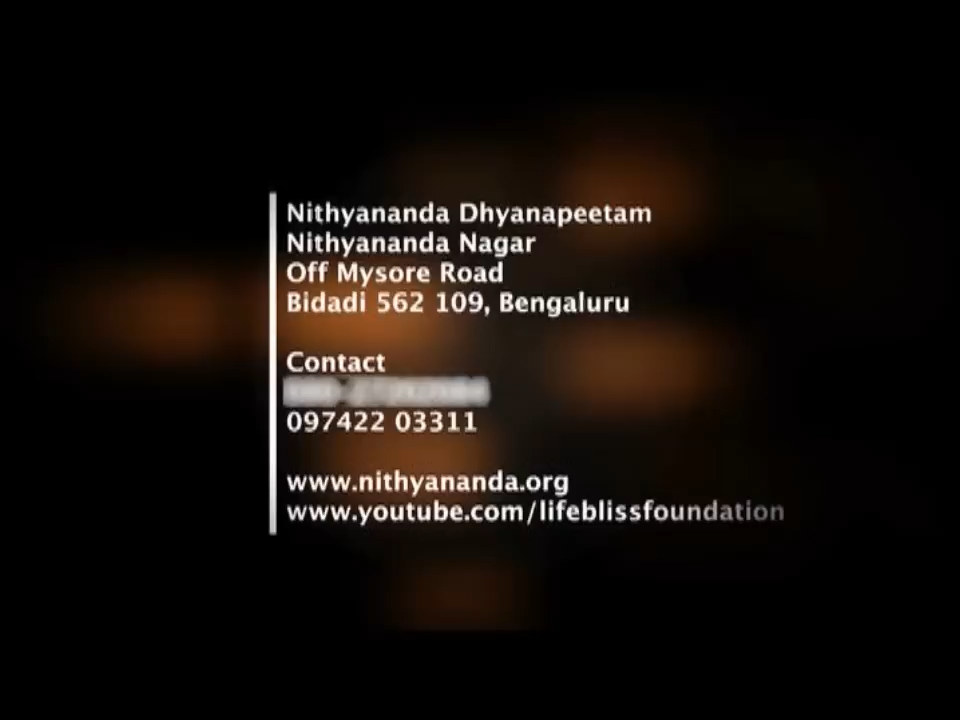 Nithyananda Dhyanapeetam
Nithyananda Nagar
Off Mysore Road
Bidadi 562 109, Bengaluru
Contact
097422 03311
www.nithyananda.org
www.youtube.com/lifeblissfoundation